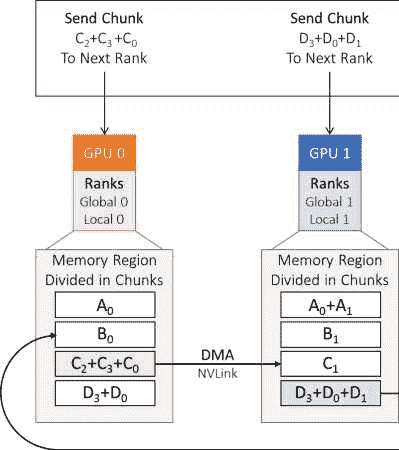 Send Chunk
C₂+C₃+C₀
To Next Rank
Send Chunk
D₃+D₀+D₁
To Next Rank
GPU 0
Ranks
Global 0
Local 0
GPU 1
Ranks
Global 1
Local 1
Memory Region
Divided in Chunks
A₀
B₀
C₂+C₃+C₀
D₃+D₀
DMA
NVLink
Memory Region
Divided in Chunks
A₀+A₁
B₁
C₁
D₃+D₀+D₁